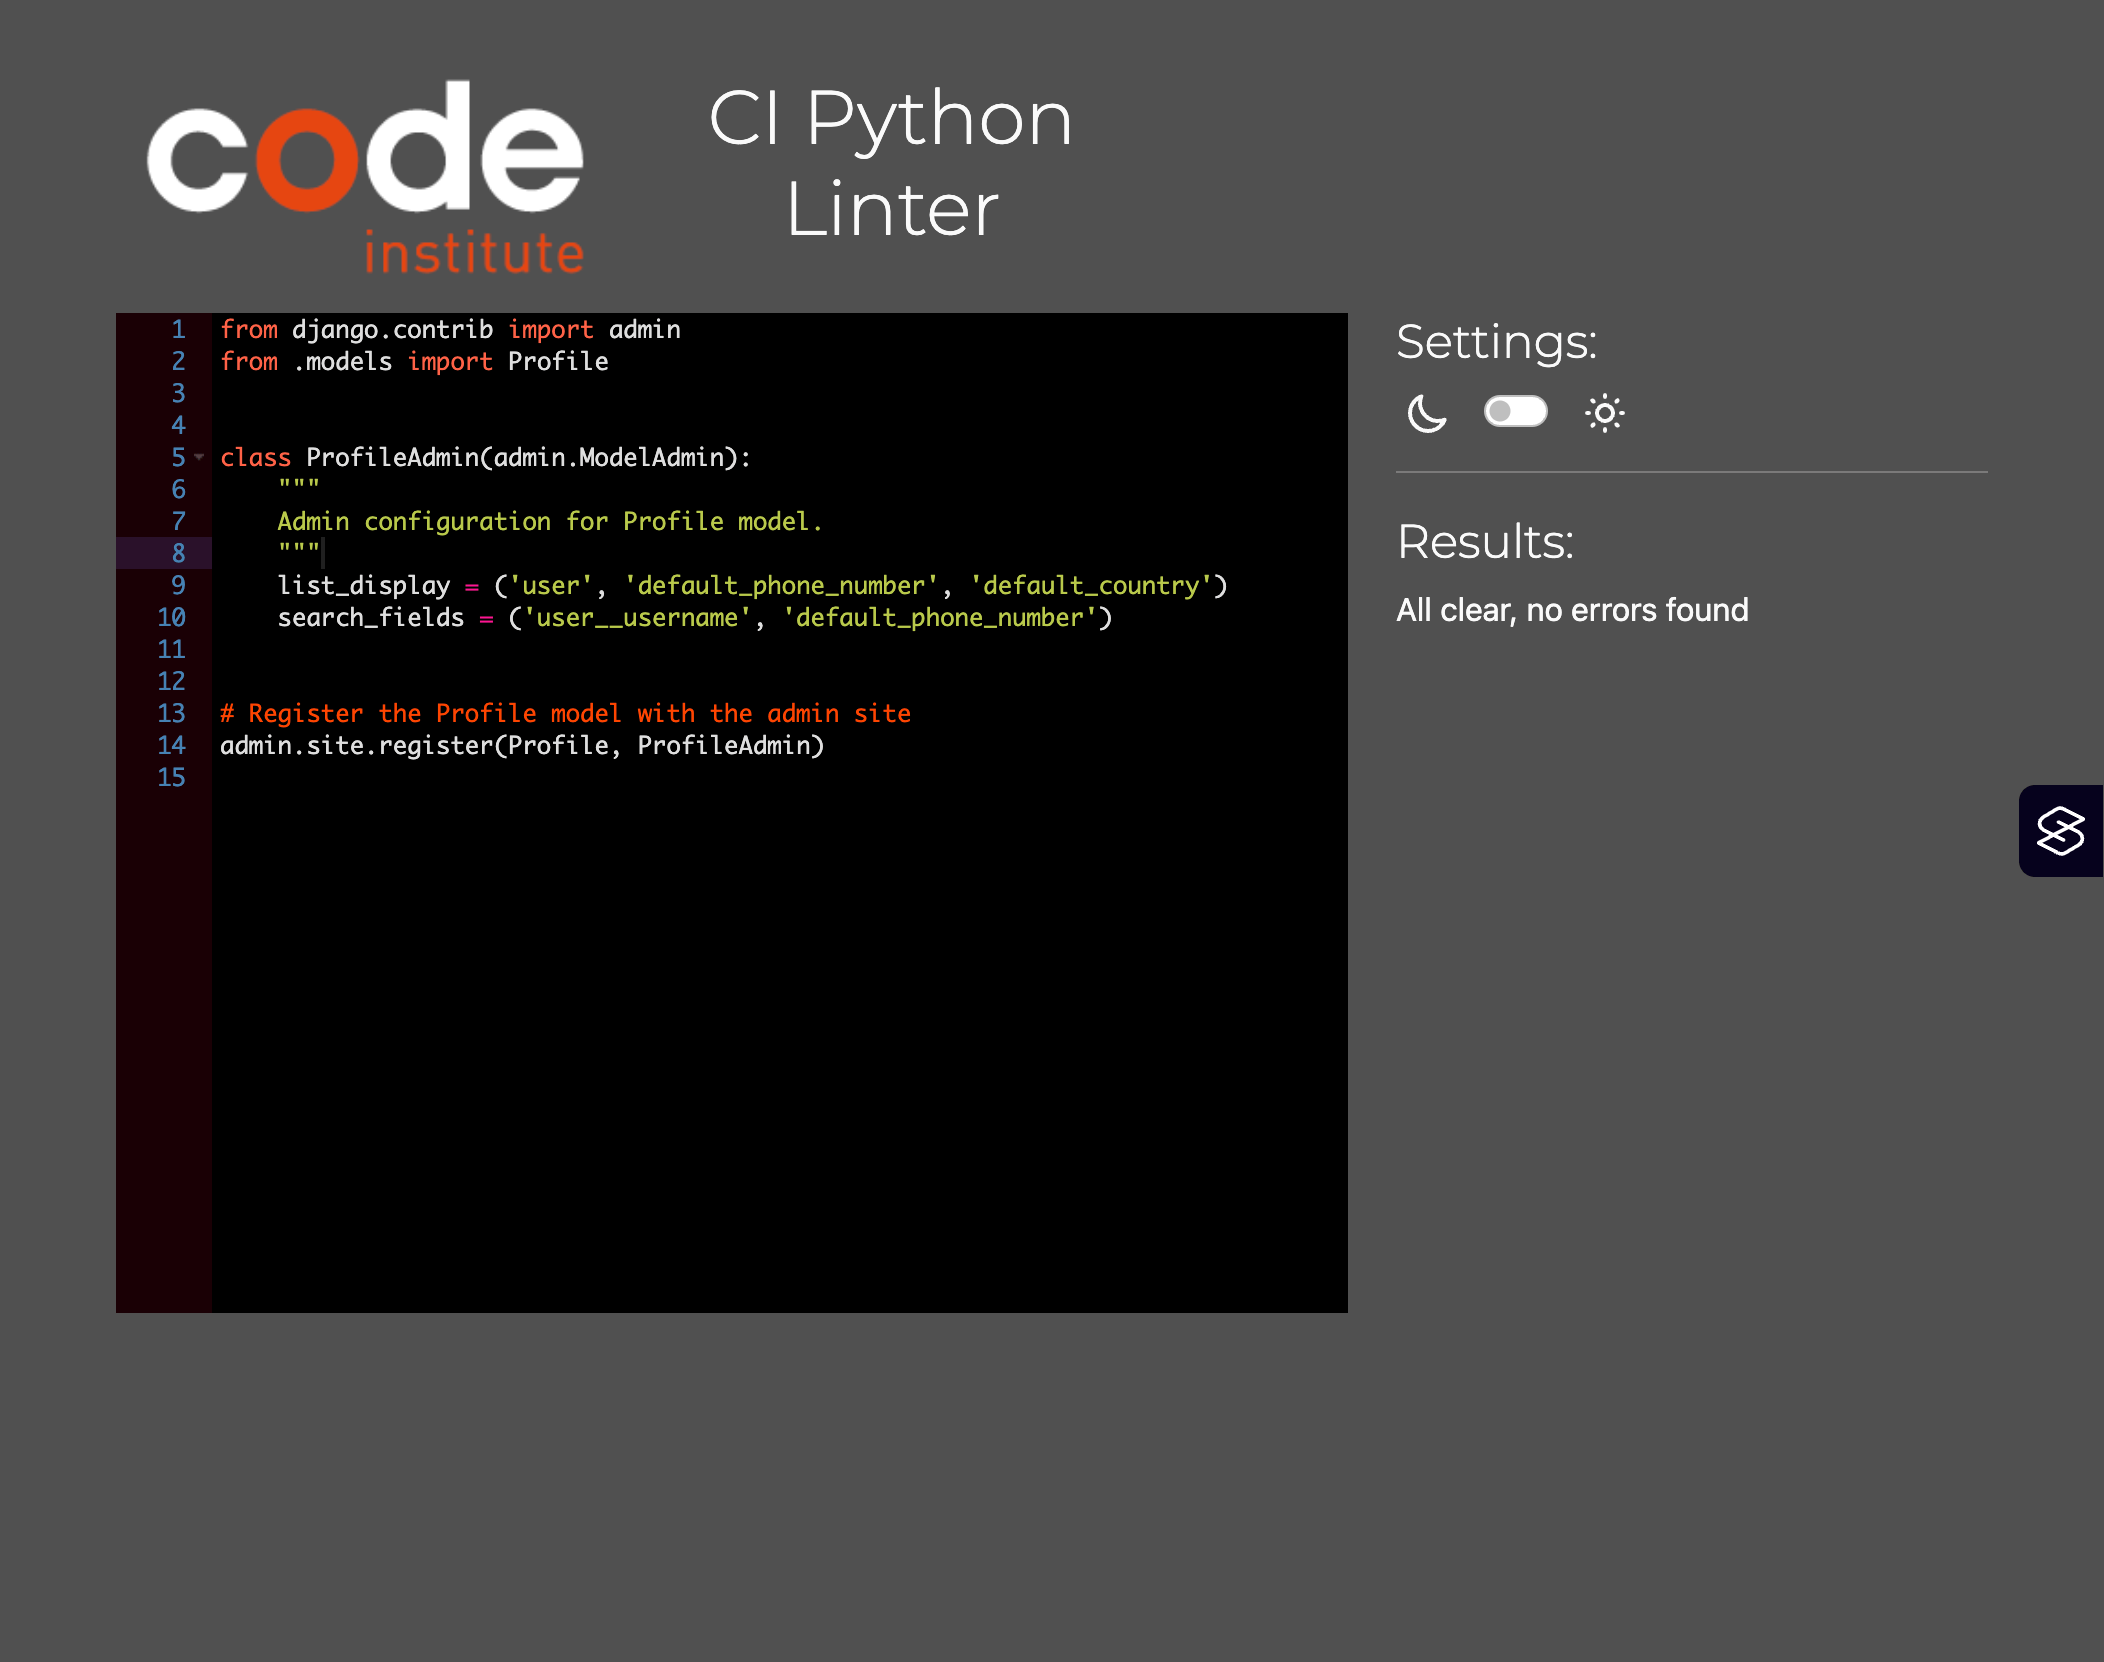 code
institute
CI Python
Linter
1 from django.contrib import admin
2 from .models import Profile
3
4
5 class ProfileAdmin(admin.ModelAdmin):
6     """
7     Admin configuration for Profile model.
8     """
9     list_display = ('user', 'default_phone_number', 'default_country')
10     search_fields = ('user__username', 'default_phone_number')
11
12
13 # Register the Profile model with the admin site
14 admin.site.register(Profile, ProfileAdmin)
15
Settings:
Results:
All clear, no errors found